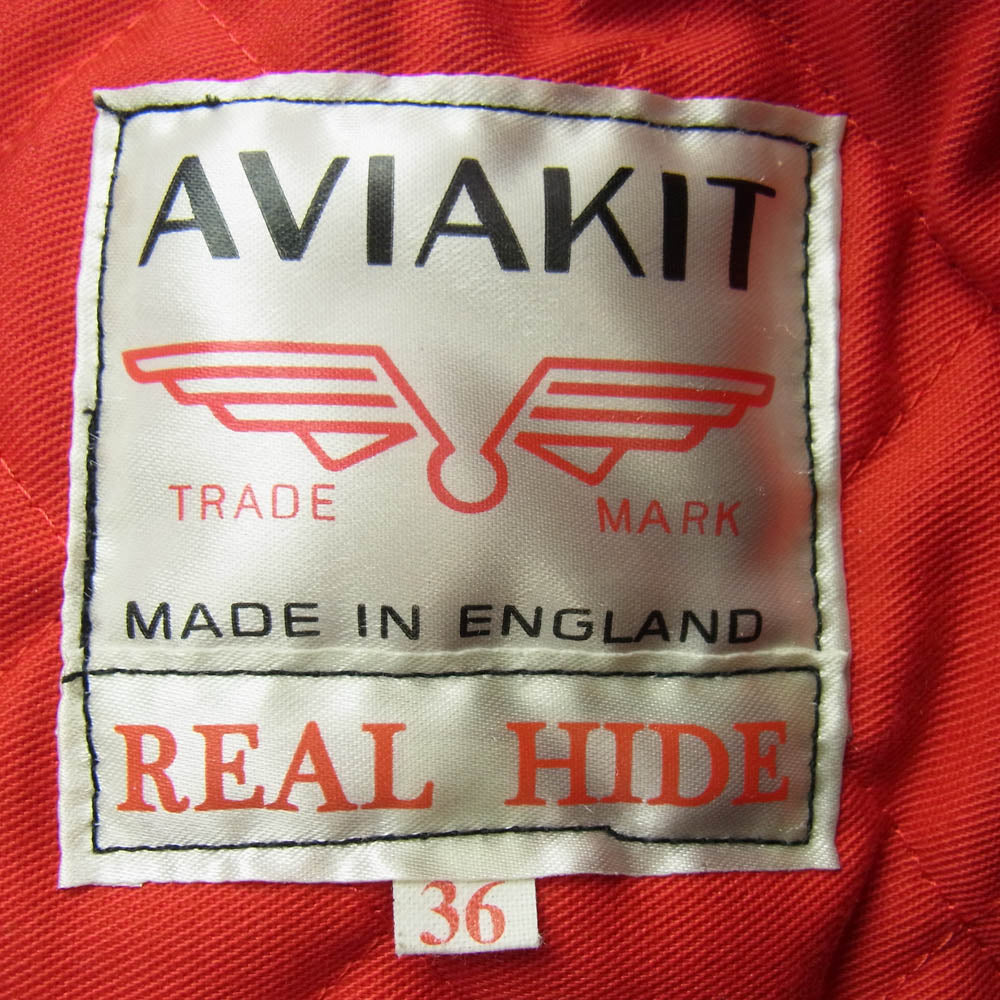 AVIAKIT
TRADE MARK
MADE IN ENGLAND
REAL HIDE
36